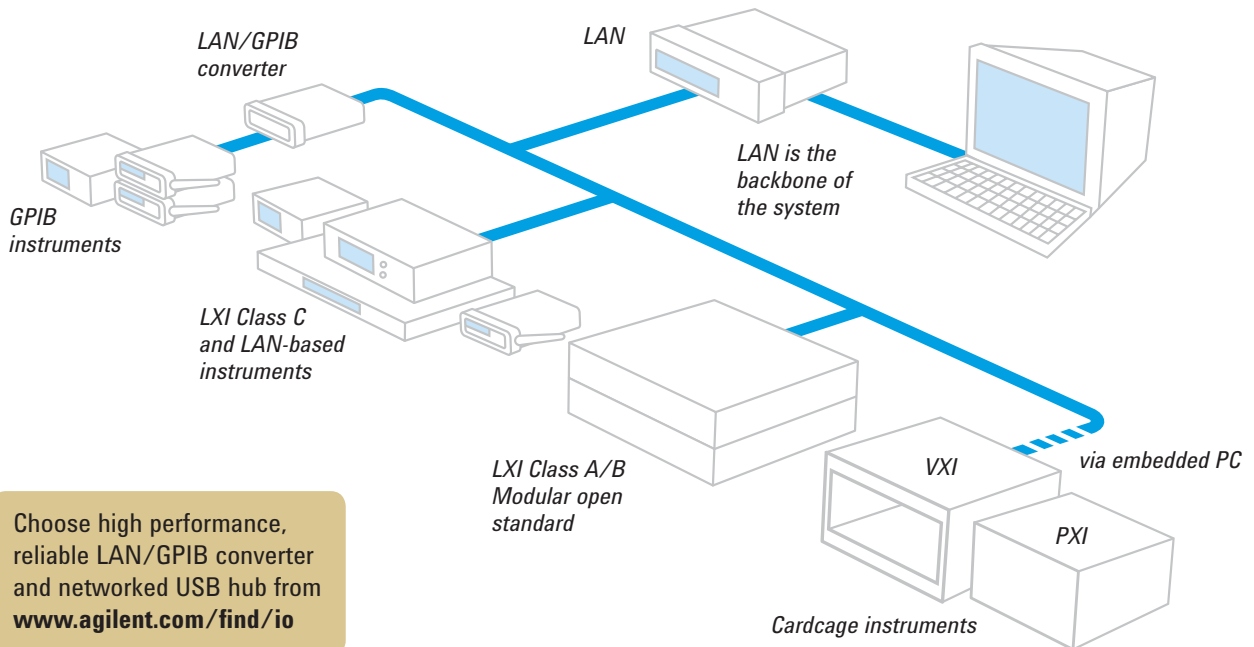 LAN/GPIB
converter
LAN
LAN is the
backbone of
the system
GPIB
instruments
LXI Class C
and LAN-based
instruments
LXI Class A/B
Modular open
standard
VXI
via embedded PC
PXI
Cardcage instruments
Choose high performance,
reliable LAN/GPIB converter
and networked USB hub from
www.agilent.com/find/io